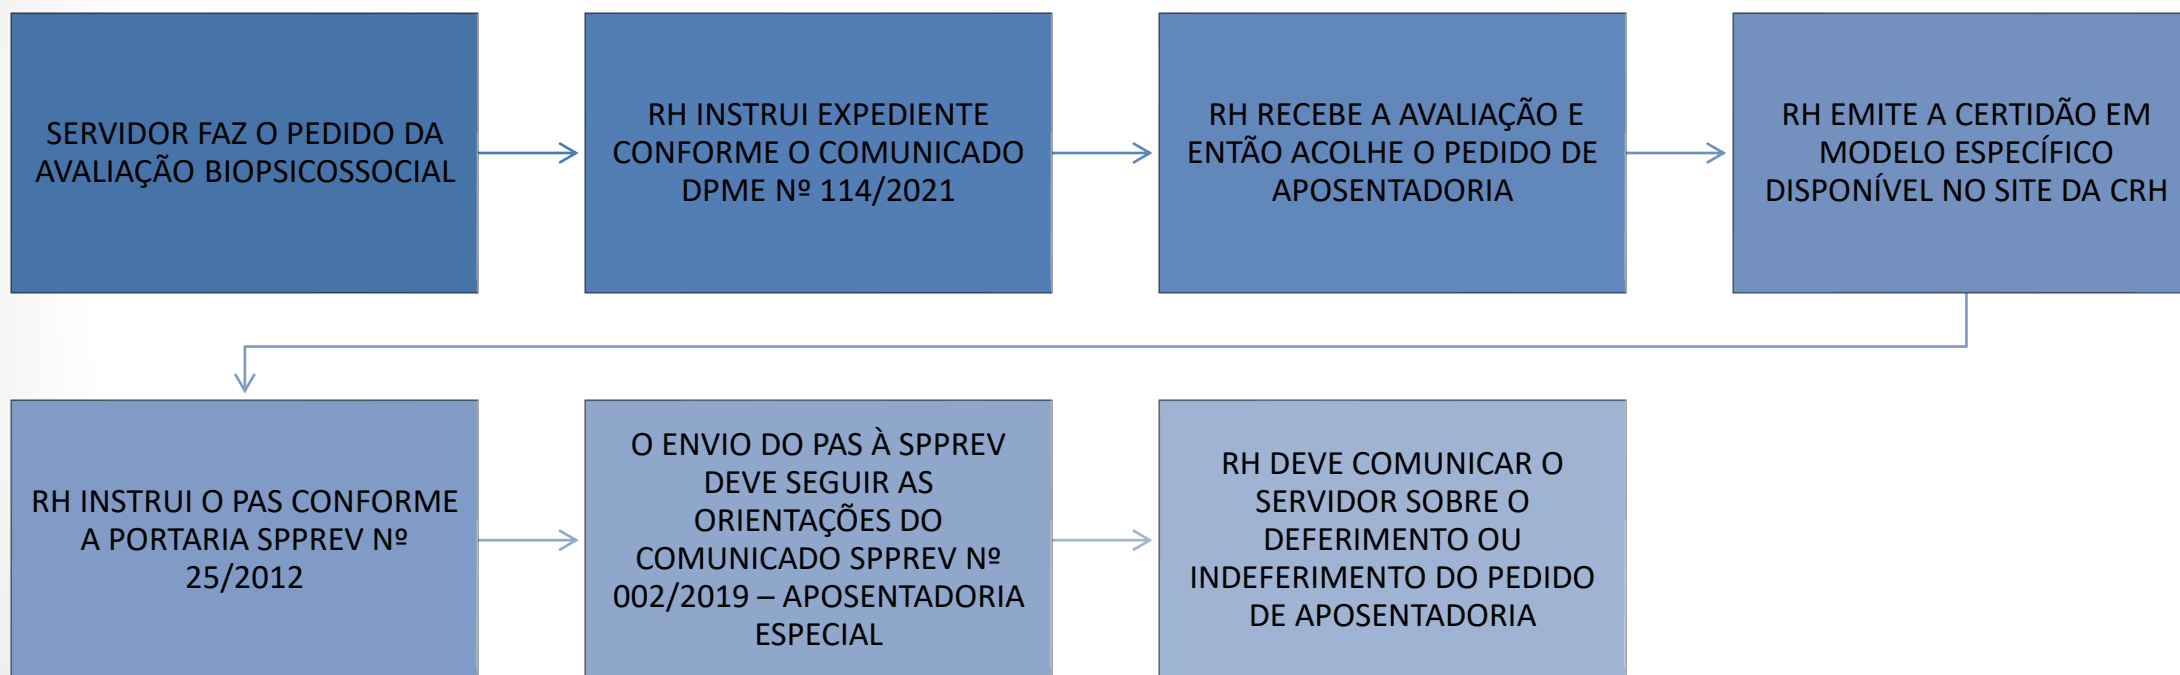 SERVIDOR FAZ O PEDIDO DA
AVALIAÇÃO BIOPSICOSSOCIAL
RH INSTRUI EXPEDIENTE
CONFORME O COMUNICADO
DPME Nº 114/2021
RH RECEBE A AVALIAÇÃO E
ENTÃO ACOLHE O PEDIDO DE
APOSENTADORIA
RH EMITE A CERTIDÃO EM
MODELO ESPECÍFICO
DISPONÍVEL NO SITE DA CRH
RH INSTRUI O PAS CONFORME
A PORTARIA SPPREV Nº
25/2012
O ENVIO DO PAS À SPPREV
DEVE SEGUIR AS
ORIENTAÇÕES DO
COMUNICADO SPPREV Nº
002/2019 – APOSENTADORIA
ESPECIAL
RH DEVE COMUNICAR O
SERVIDOR SOBRE O
DEFERIMENTO OU
INDEFERIMENTO DO PEDIDO
DE APOSENTADORIA